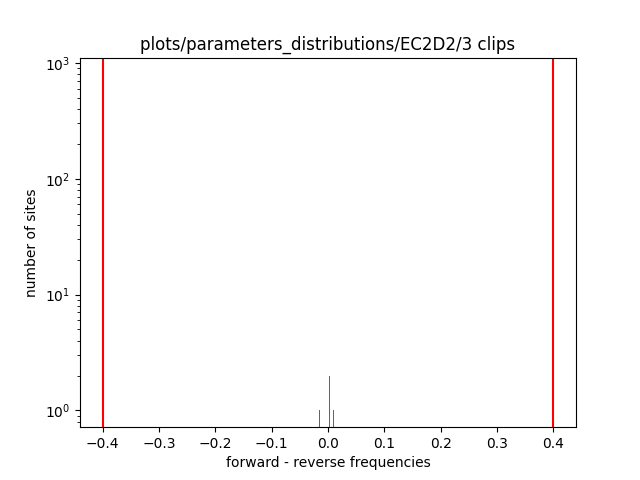 plots/parameters_distributions/EC2D2/3 clips
number of sites
10³
10²
10¹
10⁰
−0.4 −0.3 −0.2 −0.1 0.0 0.1 0.2 0.3 0.4
forward - reverse frequencies